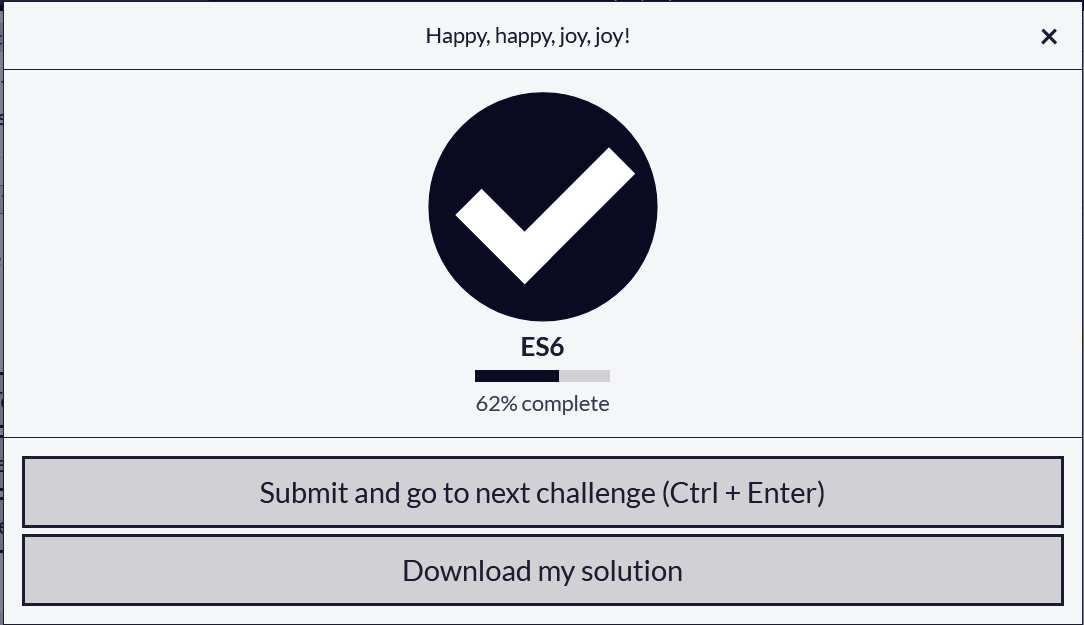 Happy, happy, joy, joy!
×
ES6
62% complete
Submit and go to next challenge (Ctrl + Enter)
Download my solution